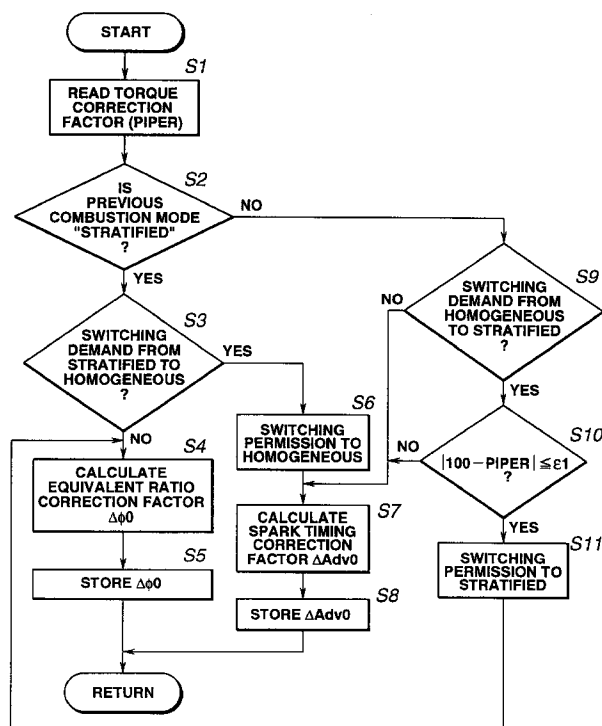 START
S1
READ TORQUE
CORRECTION
FACTOR (PIPER)
S2
IS
PREVIOUS
COMBUSTION MODE
"STRATIFIED"
?
NO
YES
S3
SWITCHING
DEMAND FROM
STRATIFIED TO
HOMOGENEOUS
?
YES
NO
S4
CALCULATE
EQUIVALENT RATIO
CORRECTION FACTOR
Δϕ0
S5
STORE Δϕ0
S6
SWITCHING
PERMISSION TO
HOMOGENEOUS
S7
CALCULATE
SPARK TIMING
CORRECTION
FACTOR ΔAdv0
S8
STORE ΔAdv0
S9
SWITCHING
DEMAND FROM
HOMOGENEOUS
TO STRATIFIED
?
NO
YES
S10
|100−PIPER| ≦ε1
?
NO
YES
S11
SWITCHING
PERMISSION TO
STRATIFIED
RETURN